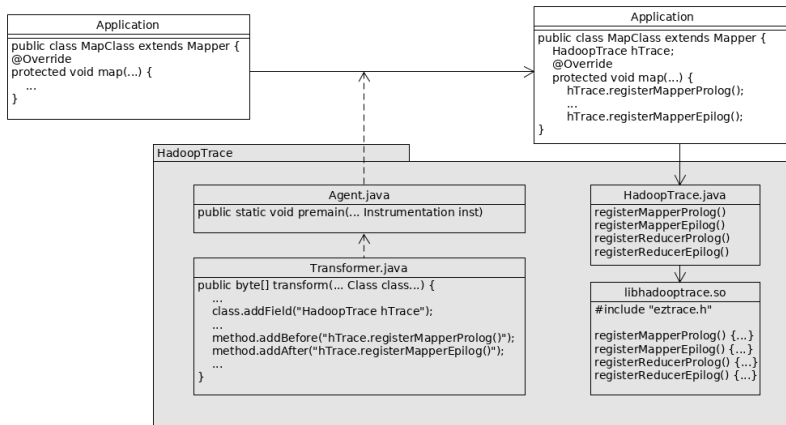 Application
public class MapClass extends Mapper {
@Override
protected void map(...) {
...
}
Application
public class MapClass extends Mapper {
HadoopTrace hTrace;
@Override
protected void map(...) {
hTrace.registerMapperProlog();
...
hTrace.registerMapperEpilog();
}
HadoopTrace
Agent.java
public static void premain(... Instrumentation inst)
Transformer.java
public byte[] transform(... Class class...) {
...
class.addField("HadoopTrace hTrace");
...
method.addBefore("hTrace.registerMapperProlog()");
method.addAfter("hTrace.registerMapperEpilog()");
...
}
HadoopTrace.java
registerMapperProlog()
registerMapperEpilog()
registerReducerProlog()
registerReducerEpilog()
libhadooptrace.so
#include "eztrace.h"
registerMapperProlog() {...}
registerMapperEpilog() {...}
registerReducerProlog() {...}
registerReducerEpilog() {...}